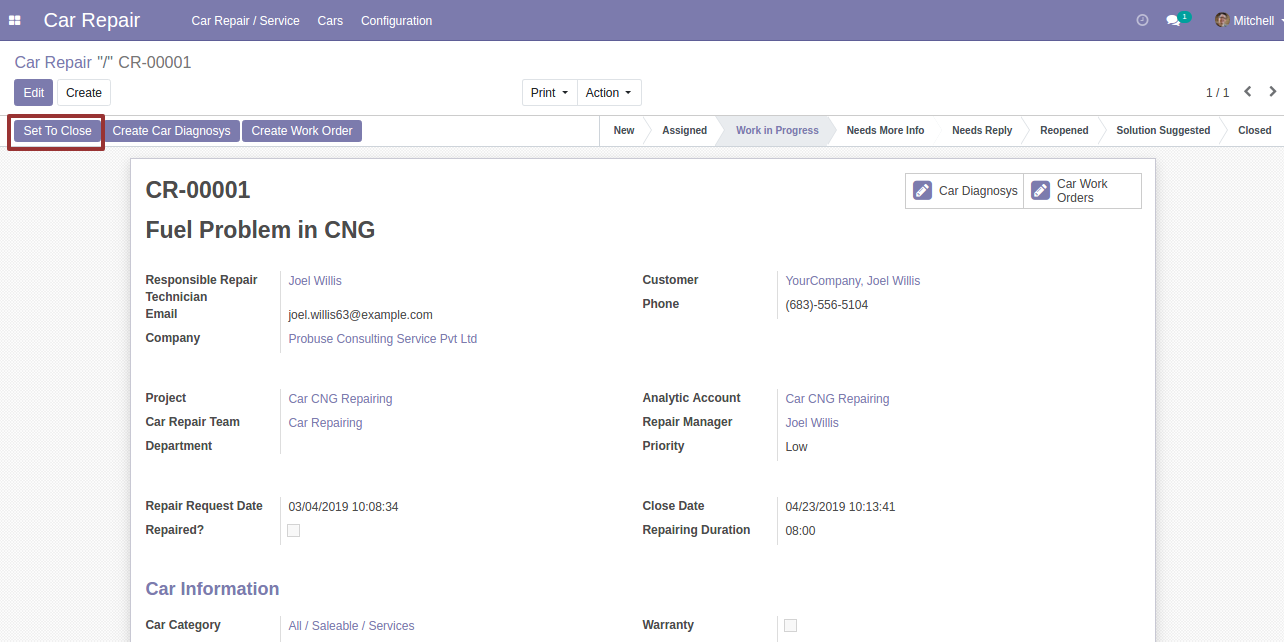 Car Repair Car Repair / Service Cars Configuration 1 Mitchell
Car Repair "/" CR-00001
Edit Create Print Action 1 / 1
Set To Close Create Car Diagnosys Create Work Order New Assigned Work in Progress Needs More Info Needs Reply Reopened Solution Suggested Closed
CR-00001
Car Diagnosys
Car Work
Orders
Fuel Problem in CNG
Responsible Repair Joel Willis
Technician
Email joel.willis63@example.com
Company Probuse Consulting Service Pvt Ltd
Customer YourCompany, Joel Willis
Phone (683)-556-5104
Project Car CNG Repairing
Car Repair Team Car Repairing
Department
Analytic Account Car CNG Repairing
Repair Manager Joel Willis
Priority Low
Repair Request Date 03/04/2019 10:08:34
Repaired?
Close Date 04/23/2019 10:13:41
Repairing Duration 08:00
Car Information
Car Category All / Saleable / Services
Warranty